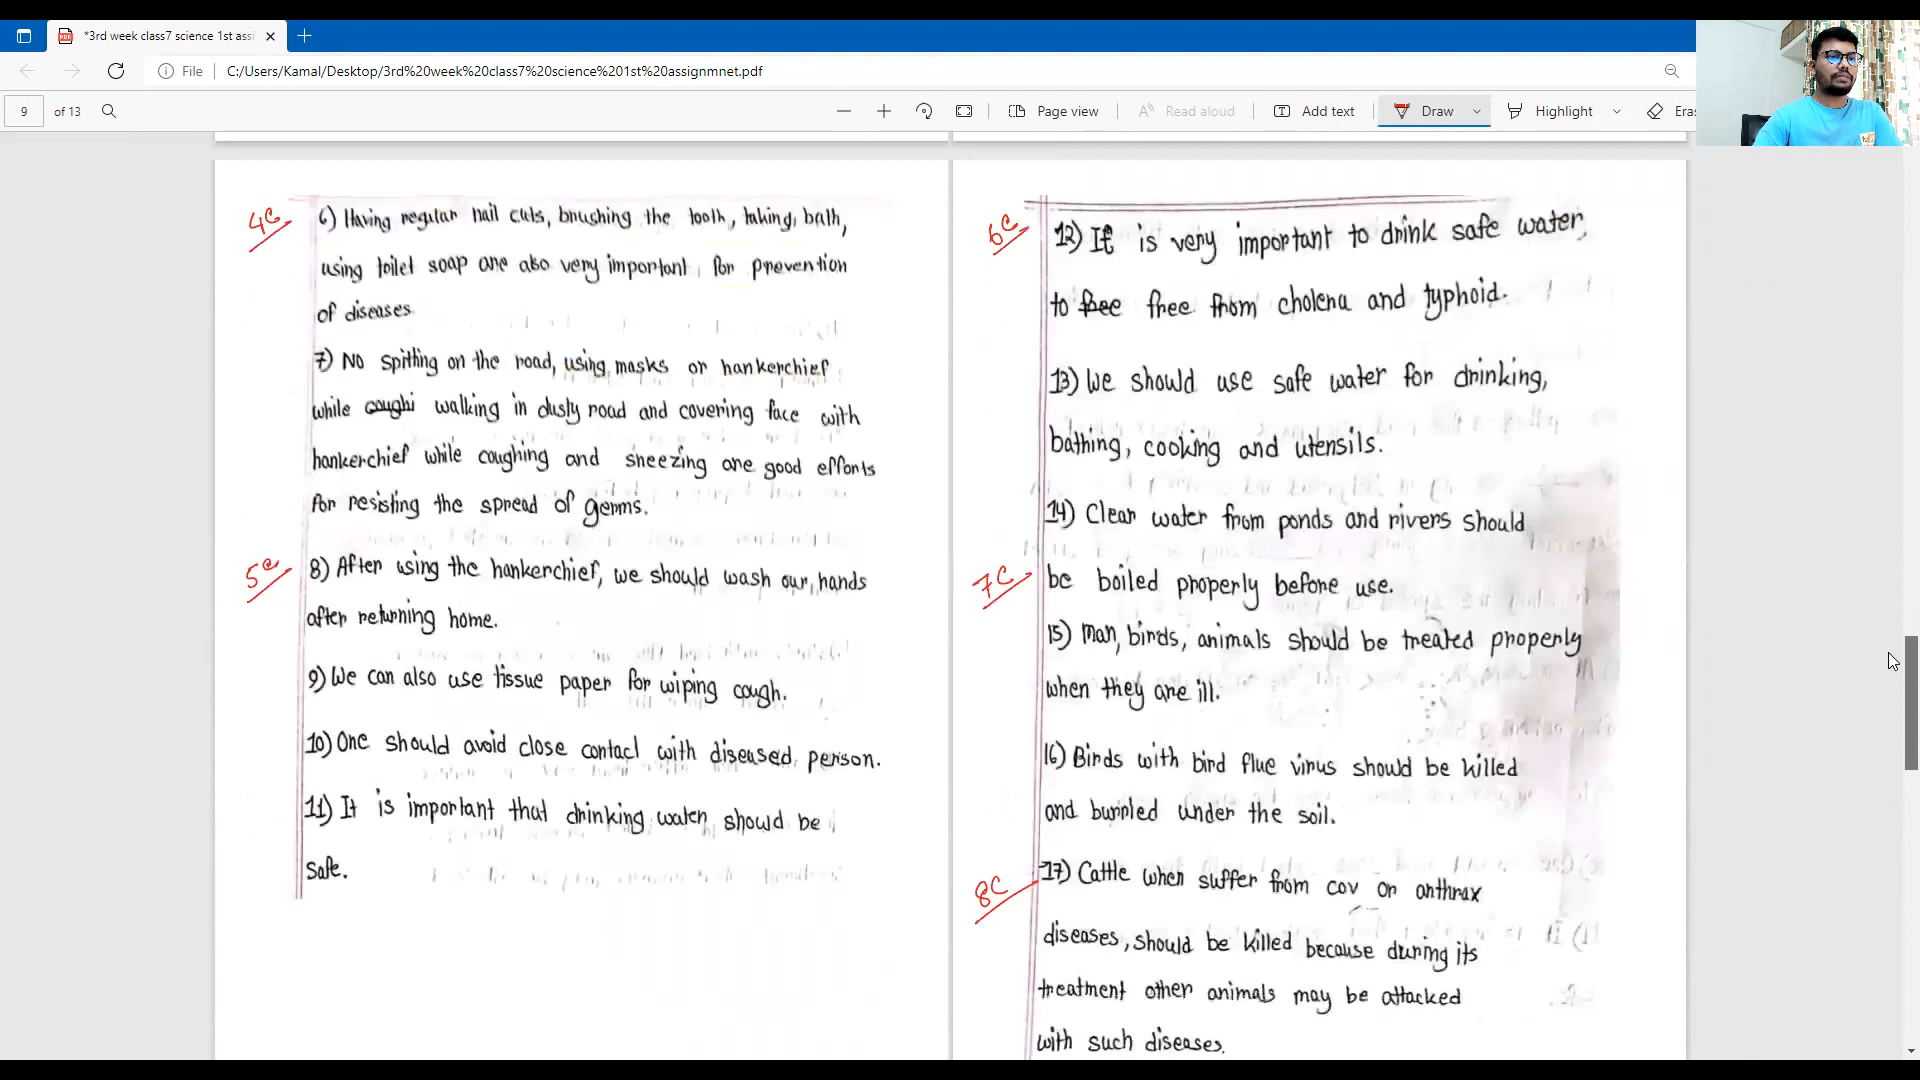 *3rd week class7 science 1st assi
File
C:/Users/Kamal/Desktop/3rd%20week%20class7%20science%201st%20assignmnet.pdf
9 of 13
Page view
Read aloud
Add text
Draw
Highlight
Eras
4C
6) Having regular nail cuts, brushing the tooth, taking bath,
using toilet soap are also very important for prevention
of diseases
7) No spitting on the road, using masks or hankerchief
while coughi walking in dusty road and covering face with
hankerchief while coughing and sneezing are good efforts
for resisting the spread of germs.
5C
8) After using the hankerchief, we should wash our hands
after returning home.
9) We can also use tissue paper for wiping cough.
10) One should avoid close contact with diseased person.
11) It is important that drinking water should be
safe.
6C
12) It is very important to drink safe water,
to free free from cholera and typhoid.
13) We should use safe water for drinking,
bathing, cooking and utensils.
14) Clear water from ponds and rivers should
7C
be boiled properly before use.
15) Man, birds, animals should be treated properly
when they are ill.
16) Birds with bird flue virus should be killed
and burried under the soil.
8C
17) Cattle when suffer from cov or anthrax
diseases, should be killed because during its
treatment other animals may be attacked
with such diseases.